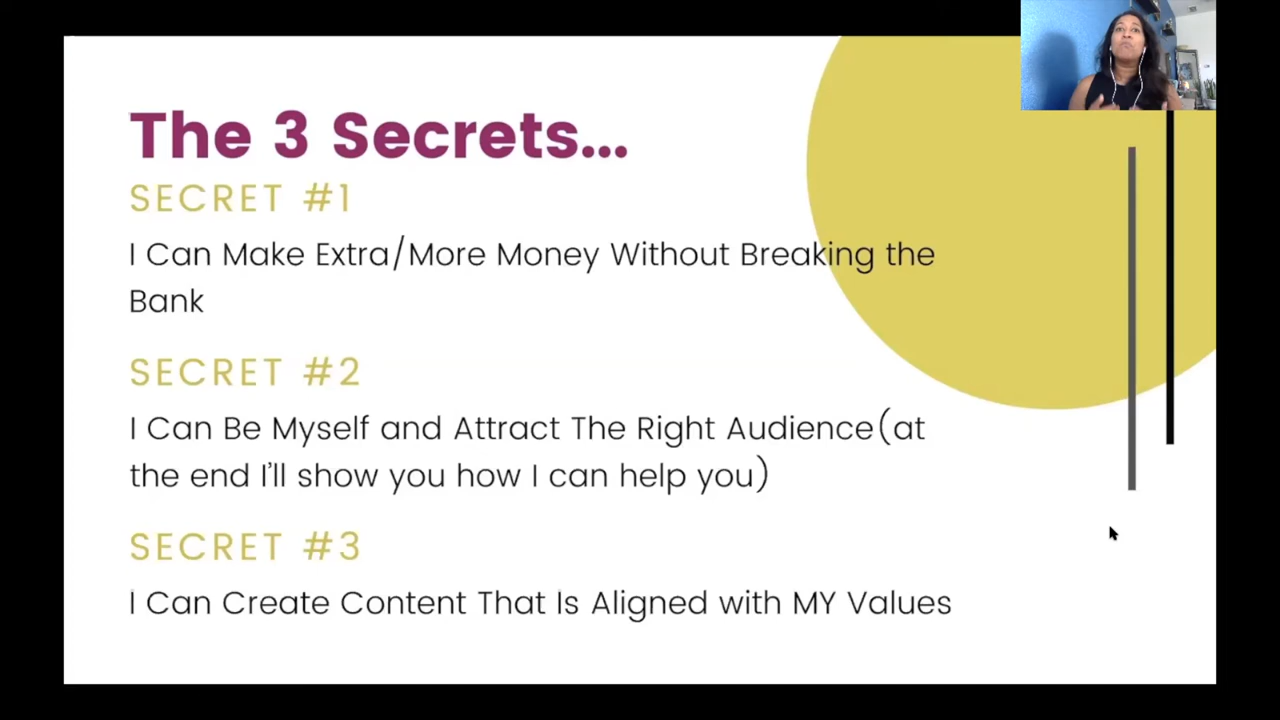 The 3 Secrets...
SECRET #1
I Can Make Extra/More Money Without Breaking the
Bank
SECRET #2
I Can Be Myself and Attract The Right Audience(at
the end I'll show you how I can help you)
SECRET #3
I Can Create Content That Is Aligned with MY Values